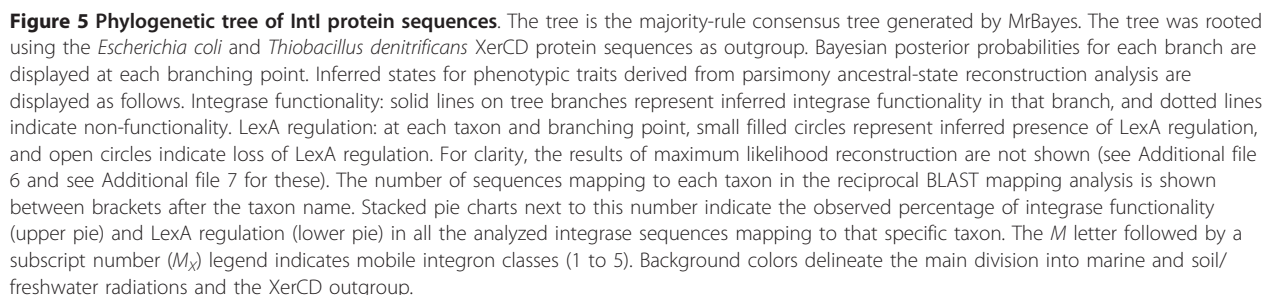 Figure 5 Phylogenetic tree of IntI protein sequences. The tree is the majority-rule consensus tree generated by MrBayes. The tree was rooted
using the Escherichia coli and Thiobacillus denitrificans XerCD protein sequences as outgroup. Bayesian posterior probabilities for each branch are
displayed at each branching point. Inferred states for phenotypic traits derived from parsimony ancestral-state reconstruction analysis are
displayed as follows. Integrase functionality: solid lines on tree branches represent inferred integrase functionality in that branch, and dotted lines
indicate non-functionality. LexA regulation: at each taxon and branching point, small filled circles represent inferred presence of LexA regulation,
and open circles indicate loss of LexA regulation. For clarity, the results of maximum likelihood reconstruction are not shown (see Additional file
6 and see Additional file 7 for these). The number of sequences mapping to each taxon in the reciprocal BLAST mapping analysis is shown
between brackets after the taxon name. Stacked pie charts next to this number indicate the observed percentage of integrase functionality
(upper pie) and LexA regulation (lower pie) in all the analyzed integrase sequences mapping to that specific taxon. The M letter followed by a
subscript number (MX) legend indicates mobile integron classes (1 to 5). Background colors delineate the main division into marine and soil/
freshwater radiations and the XerCD outgroup.